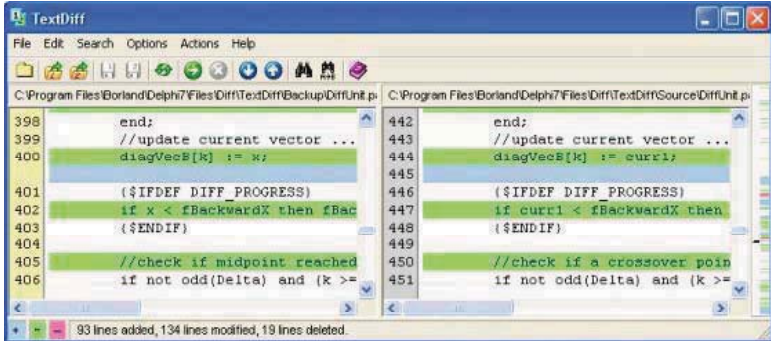 TextDiff
File Edit Search Options Actions Help
C:\Program Files\Borland\Delphi7\Files\Diff\TextDiff\Backup\DiffUnit.pa
398 end;
399 //update current vector ...
400 diagVecB[k] := x;
401 {$IFDEF DIFF_PROGRESS}
402 if x < fBackwardX then fBac
403 {$ENDIF}
404
405 //check if midpoint reached
406 if not odd(Delta) and (k >=
C:\Program Files\Borland\Delphi7\Files\Diff\TextDiff\Source\DiffUnit.pa
442 end;
443 //update current vector ...
444 diagVecB[k] := curr1;
445
446 {$IFDEF DIFF_PROGRESS}
447 if curr1 < fBackwardX then
448 {$ENDIF}
449
450 //check if a crossover poin
451 if not odd(Delta) and (k >=
93 lines added, 134 lines modified, 19 lines deleted.